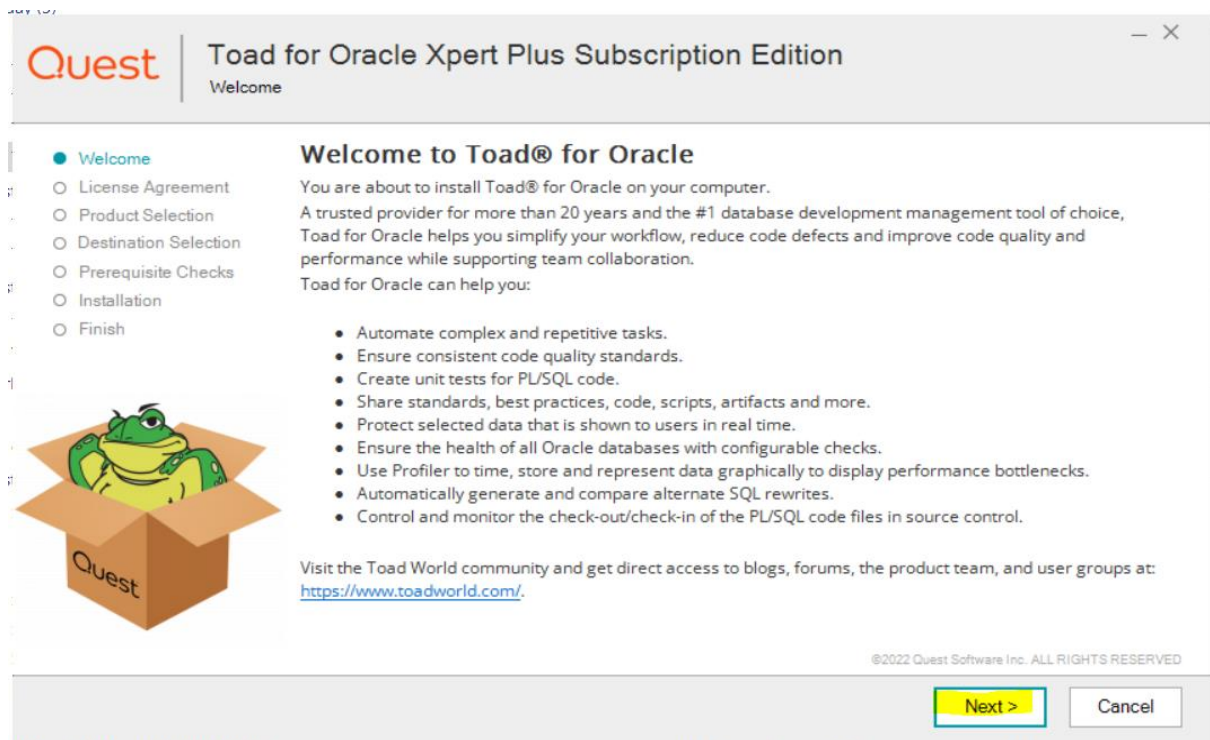 Quest
Toad for Oracle Xpert Plus Subscription Edition
Welcome
Welcome
License Agreement
Product Selection
Destination Selection
Prerequisite Checks
Installation
Finish
Welcome to Toad® for Oracle
You are about to install Toad® for Oracle on your computer.
A trusted provider for more than 20 years and the #1 database development management tool of choice,
Toad for Oracle helps you simplify your workflow, reduce code defects and improve code quality and
performance while supporting team collaboration.
Toad for Oracle can help you:
• Automate complex and repetitive tasks.
• Ensure consistent code quality standards.
• Create unit tests for PL/SQL code.
• Share standards, best practices, code, scripts, artifacts and more.
• Protect selected data that is shown to users in real time.
• Ensure the health of all Oracle databases with configurable checks.
• Use Profiler to time, store and represent data graphically to display performance bottlenecks.
• Automatically generate and compare alternate SQL rewrites.
• Control and monitor the check-out/check-in of the PL/SQL code files in source control.
Quest
Visit the Toad World community and get direct access to blogs, forums, the product team, and user groups at:
https://www.toadworld.com/.
©2022 Quest Software Inc. ALL RIGHTS RESERVED
Next >
Cancel